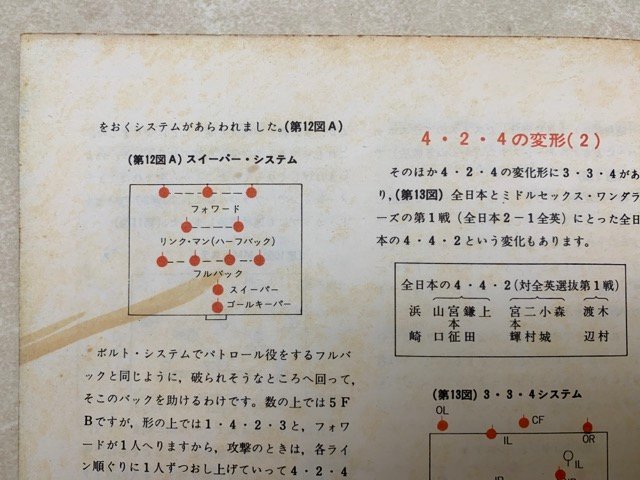 をおくシステムがあらわれました。(第12図A)
(第12図A) スイーパー・システム
フォワード
リンク・マン(ハーフバック)
フルバック
スイーパー
ゴールキーパー
ボルト・システムでパトロール役をするフルバ
ックと同じように，破られそうなところへ回って，
そこのバックを助けるわけです。数の上では5F
Bですが，形の上では1・4・2・3と，フォワ
ードが1人へりますから，攻撃のときは，各ライ
ン順ぐりに1人ずつおし上げていって4・2・4
4・2・4の変形(2)
そのほか4・2・4の変化形に3・3・4があ
り，(第13図) 全日本とミドルセックス・ワンダラ
ーズの第1戦 (全日本2－1全英) にとった全日
本の4・4・2という変化もあります。
全日本の4・4・2(対全英選抜第1戦)
浜崎 山口 宮本征 鎌田 上 二宮本輝 小村 森城 渡辺 木村
(第13図) 3・3・4システム
OL
IL
CF
IL
OR